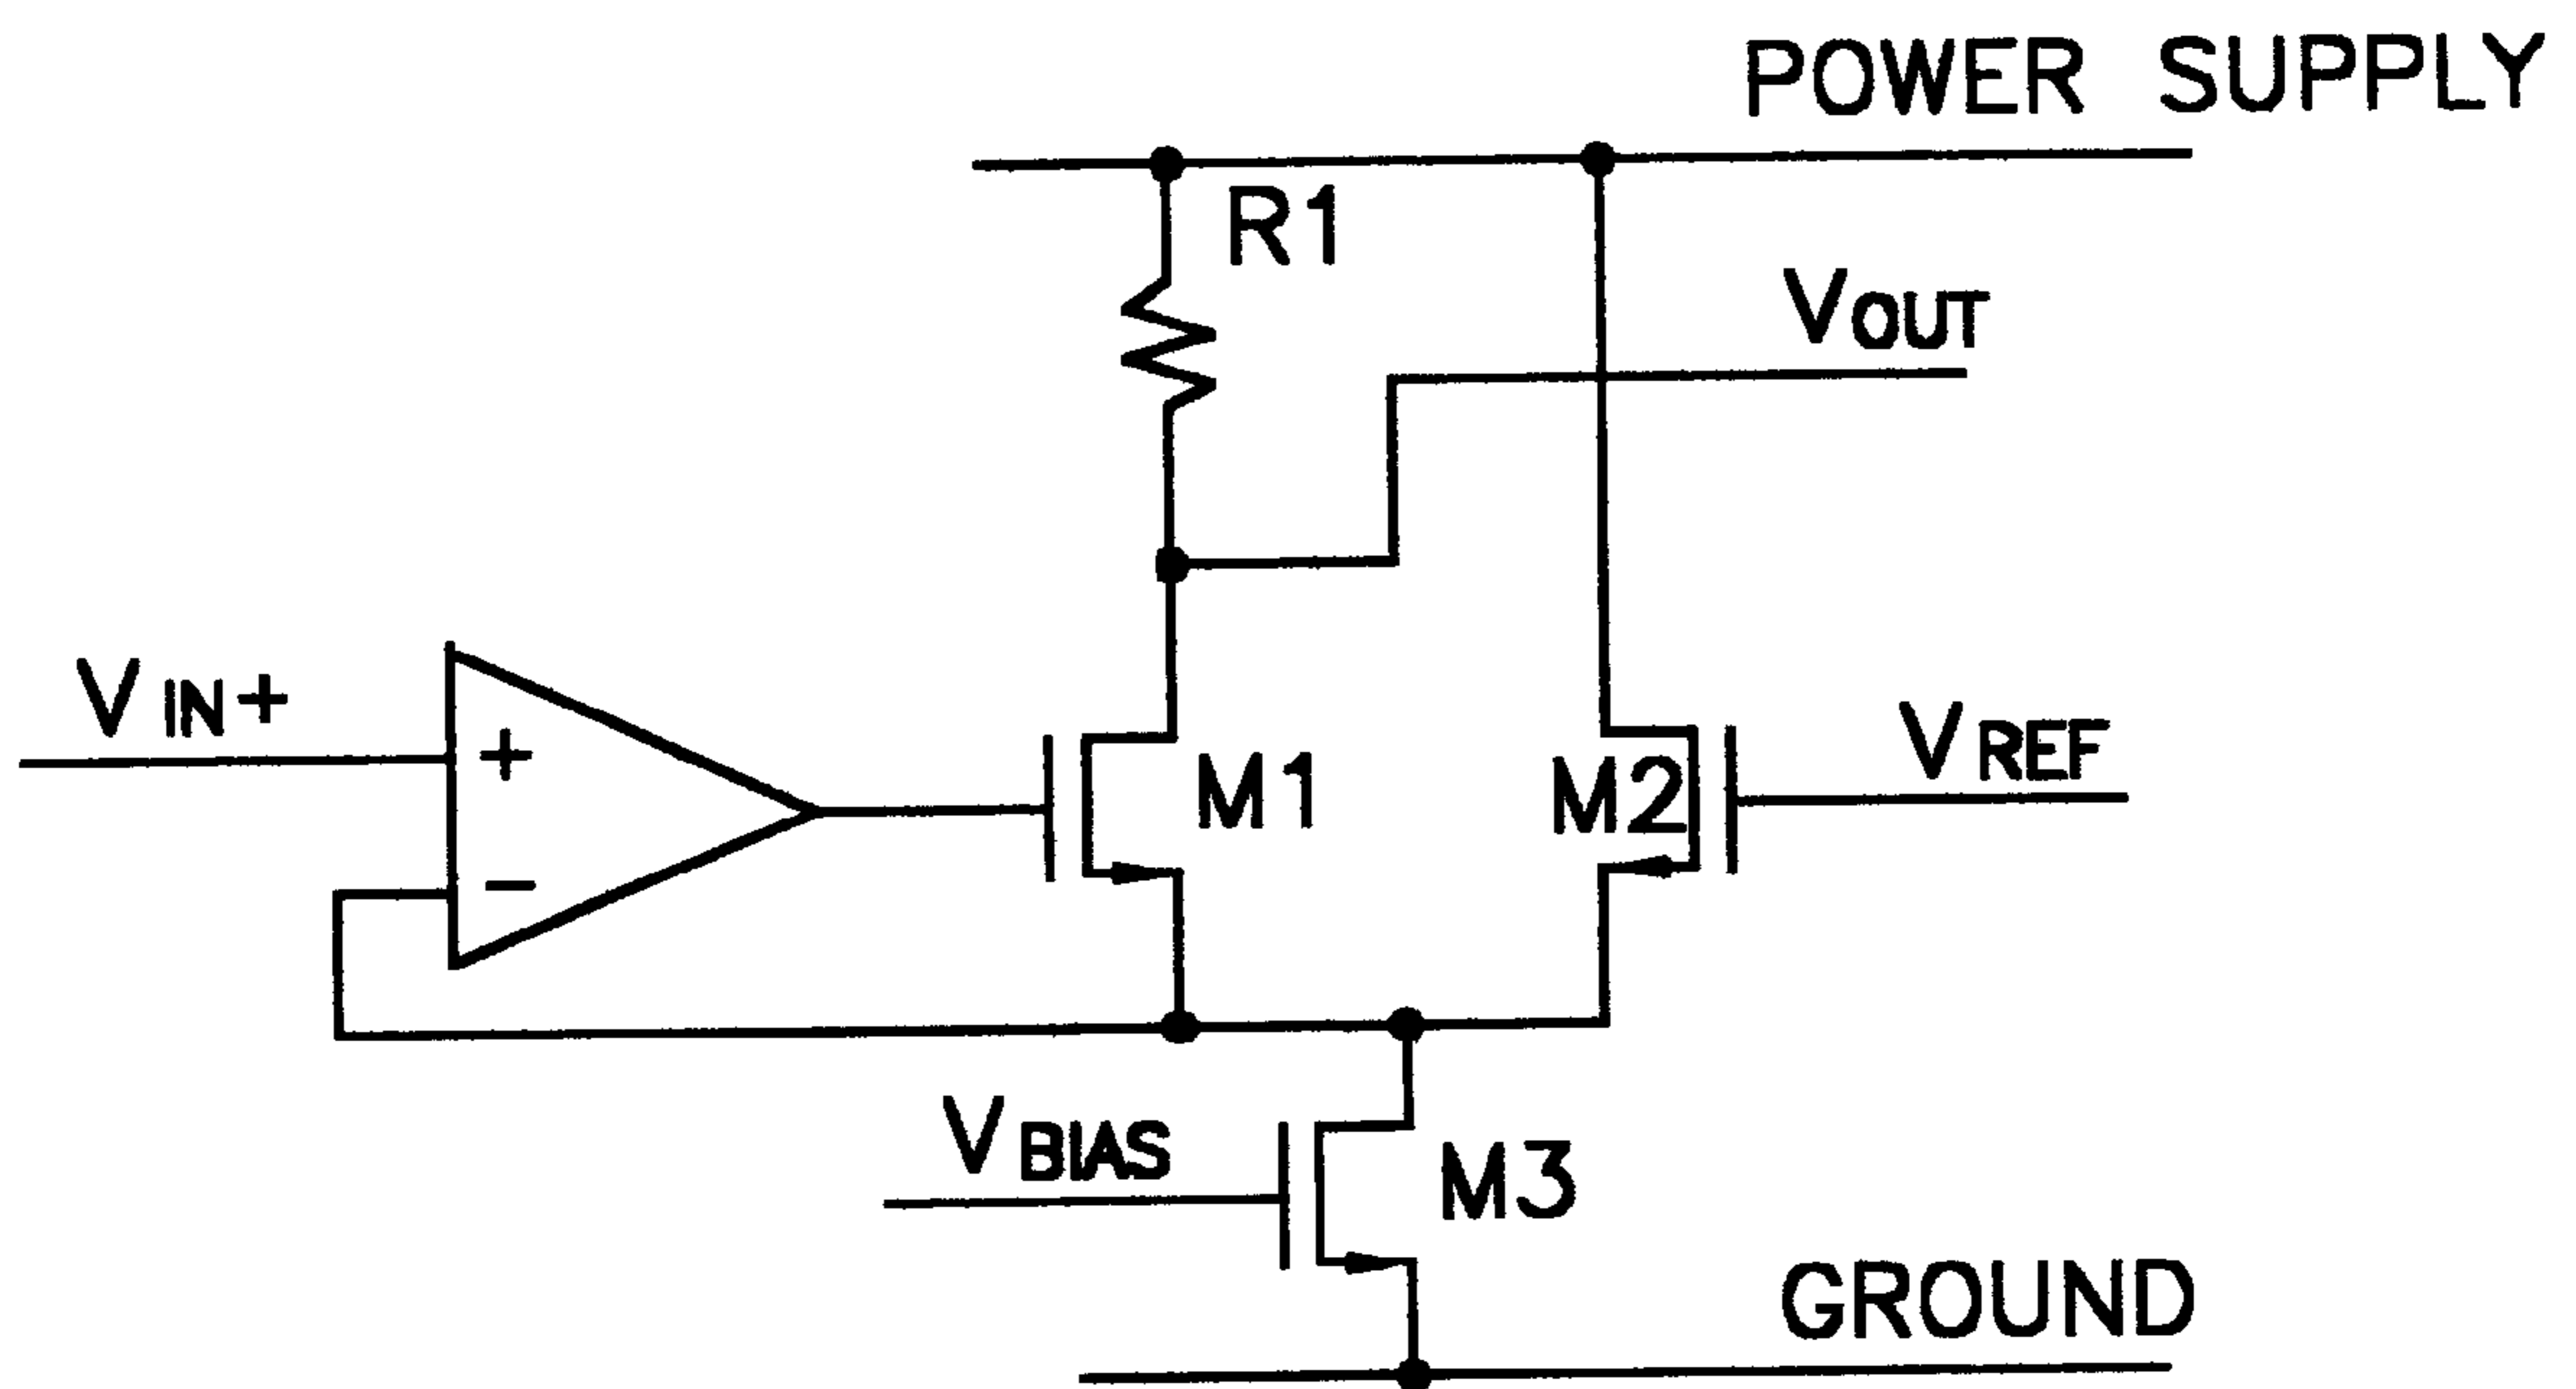 POWER SUPPLY
R1
VOUT
VIN+
+
−
M1
M2
VREF
VBIAS
M3
GROUND